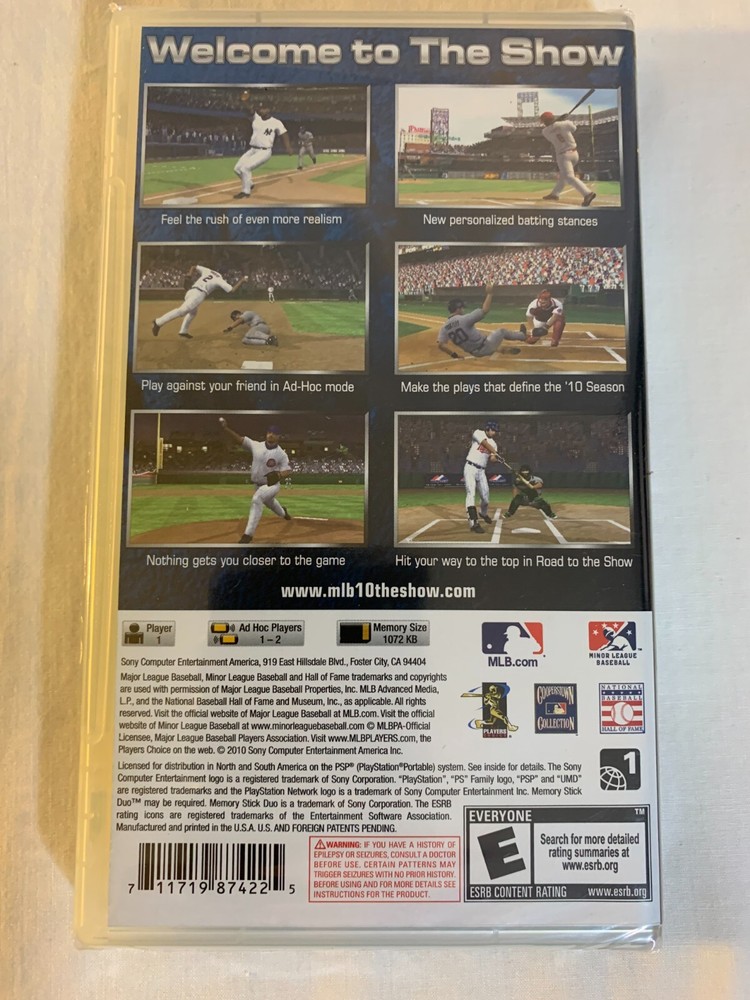 Welcome to The Show
Feel the rush of even more realism
New personalized batting stances
Play against your friend in Ad-Hoc mode
Make the plays that define the '10 Season
Nothing gets you closer to the game
Hit your way to the top in Road to the Show
www.mlb10theshow.com
Player
1
Ad Hoc Players
1 – 2
Memory Size
1072 KB
MLB.com
MINOR LEAGUE
BASEBALL
Sony Computer Entertainment America, 919 East Hillsdale Blvd., Foster City, CA 94404
Major League Baseball, Minor League Baseball and Hall of Fame trademarks and copyrights
are used with permission of Major League Baseball Properties, Inc. MLB Advanced Media,
L.P., and the National Baseball Hall of Fame and Museum, Inc., as applicable. All rights
reserved. Visit the official website of Major League Baseball at MLB.com. Visit the official
website of Minor League Baseball at www.minorleaguebaseball.com © MLBPA-Official
Licensee, Major League Baseball Players Association. Visit www.MLBPLAYERS.com, the
Players Choice on the web. © 2010 Sony Computer Entertainment America Inc.
PLAYERS
COOPERSTOWN
COLLECTION
NATIONAL
BASEBALL
HALL OF FAME
Licensed for distribution in North and South America on the PSP® (PlayStation®Portable) system. See inside for details. The Sony
Computer Entertainment logo is a registered trademark of Sony Corporation. "PlayStation", "PS" Family logo, "PSP" and "UMD"
are registered trademarks and the PlayStation Network logo is a trademark of Sony Computer Entertainment Inc. Memory Stick
Duo™ may be required. Memory Stick Duo is a trademark of Sony Corporation. The ESRB
rating icons are registered trademarks of the Entertainment Software Association.
Manufactured and printed in the U.S.A. U.S. AND FOREIGN PATENTS PENDING.
1
7 11719 87422 5
WARNING: IF YOU HAVE A HISTORY OF
EPILEPSY OR SEIZURES, CONSULT A DOCTOR
BEFORE USE. CERTAIN PATTERNS MAY
TRIGGER SEIZURES WITH NO PRIOR HISTORY.
BEFORE USING AND FOR MORE DETAILS SEE
INSTRUCTIONS FOR THE PRODUCT.
EVERYONE
TM
E
Search for more detailed
rating summaries at
www.esrb.org
ESRB CONTENT RATING
www.esrb.org